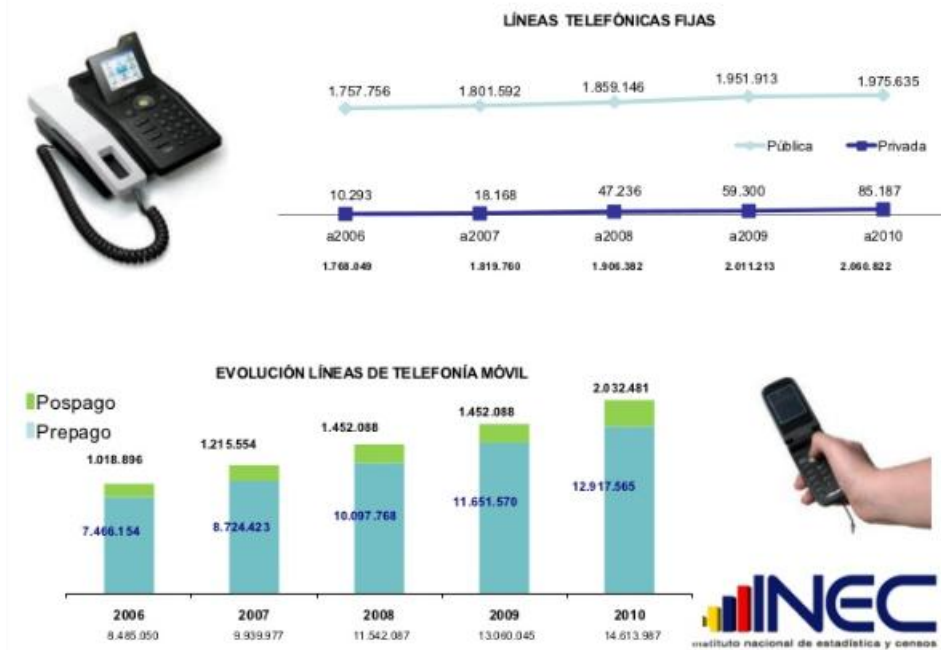 LÍNEAS TELEFÓNICAS FIJAS
1.757.756 1.801.592 1.859.146 1.951.913 1.975.635
Pública Privada
10.293 18.168 47.236 59.300 85.187
a2006 a2007 a2008 a2009 a2010
1.768.049 1.819.760 1.906.382 2.011.213 2.060.822
EVOLUCIÓN LÍNEAS DE TELEFONÍA MÓVIL
Pospago
Prepago
1.018.896 1.215.554 1.452.088 1.452.088 2.032.481
7.466.154 8.724.423 10.097.768 11.651.570 12.917.565
2006 2007 2008 2009 2010
8.485.050 9.939.977 11.542.087 13.060.045 14.613.987
INEC
instituto nacional de estadística y censos